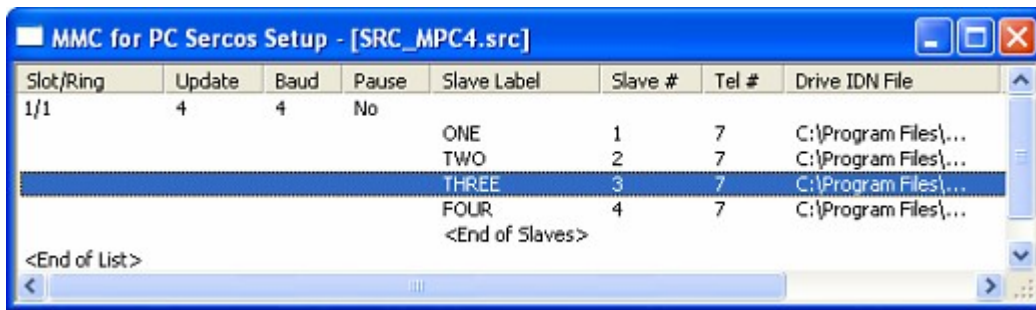 MMC for PC Sercos Setup - [SRC_MPC4.src]
Slot/Ring Update Baud Pause Slave Label Slave # Tel # Drive IDN File
1/1 4 4 No
ONE 1 7 C:\Program Files\...
TWO 2 7 C:\Program Files\...
THREE 3 7 C:\Program Files\...
FOUR 4 7 C:\Program Files\...
<End of Slaves>
<End of List>